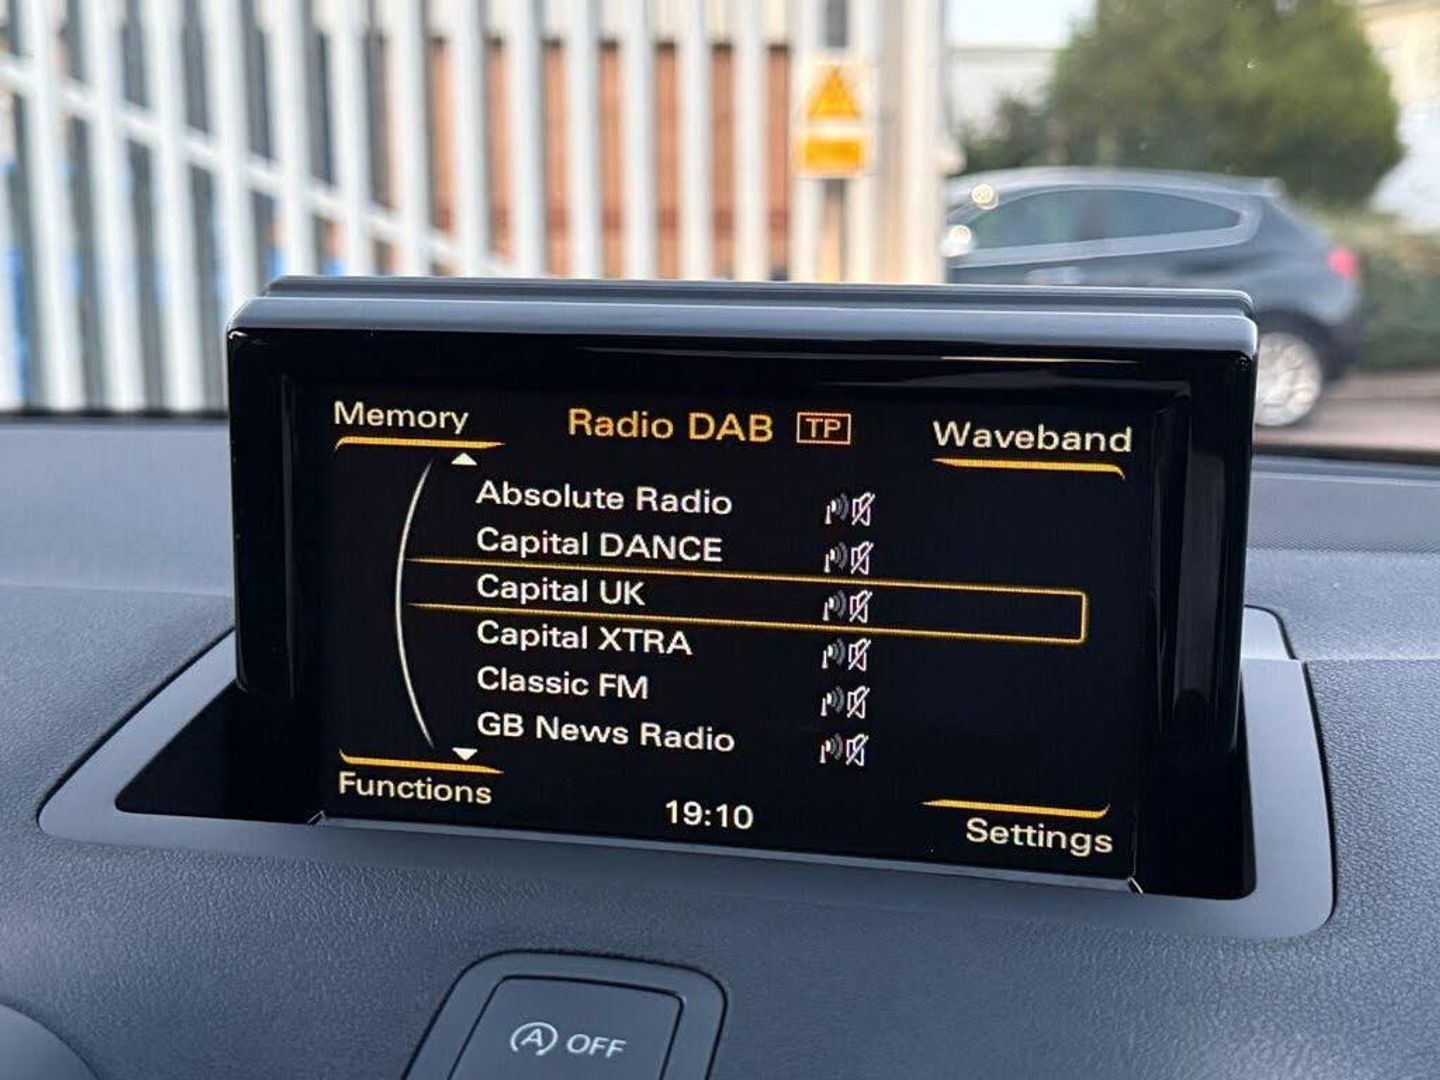 Memory
Radio DAB TP
Waveband
Absolute Radio
Capital DANCE
Capital UK
Capital XTRA
Classic FM
GB News Radio
Functions
19:10
Settings
A OFF